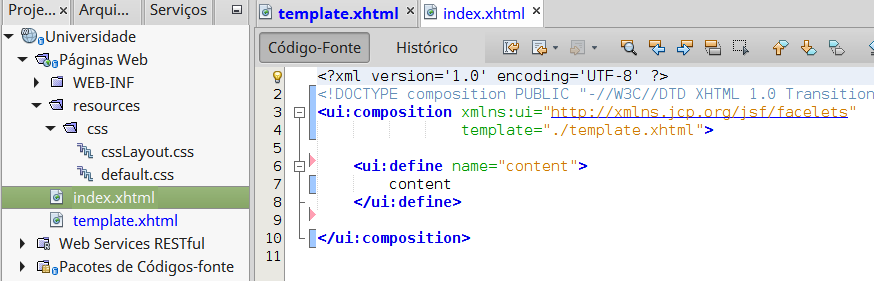 Proje... Arqui... Serviços
Universidade
Páginas Web
WEB-INF
resources
css
cssLayout.css
default.css
index.xhtml
template.xhtml
Web Services RESTful
Pacotes de Códigos-fonte
template.xhtml index.xhtml
Código-Fonte Histórico
<?xml version='1.0' encoding='UTF-8' ?>
2 <!DOCTYPE composition PUBLIC "-//W3C//DTD XHTML 1.0 Transition
3 <ui:composition xmlns:ui="http://xmlns.jcp.org/jsf/facelets"
4 template="./template.xhtml">
6 <ui:define name="content">
7 content
8 </ui:define>
9
10 </ui:composition>
11